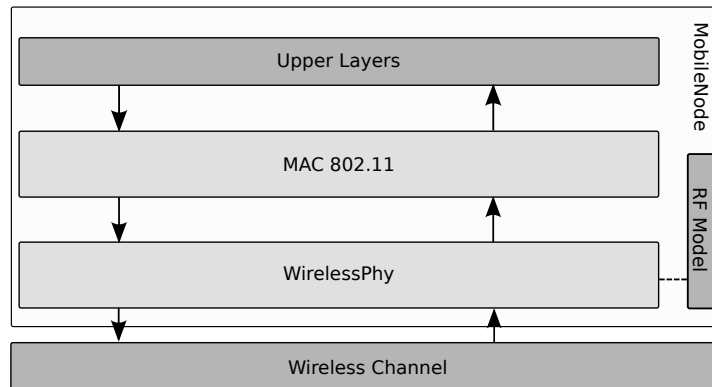 Upper Layers
MobileNode
MAC 802.11
RF Model
WirelessPhy
Wireless Channel